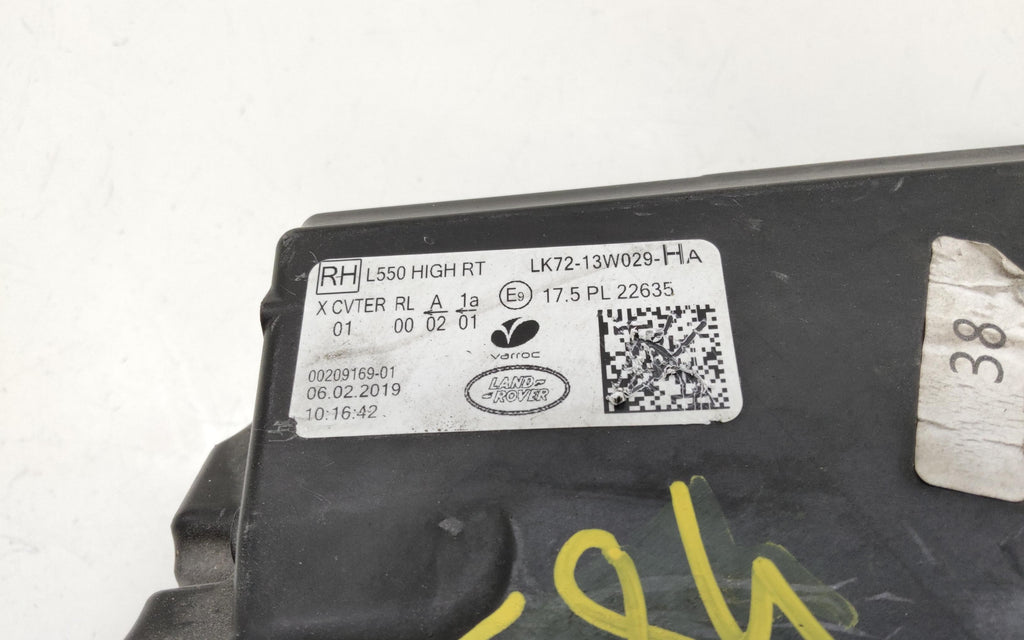 RH L550 HIGH RT LK72-13W029-HA
X CVTER RL A 1a E9 17.5 PL 22635
01 00 02 01
varroc
00209169-01
06.02.2019
10:16:42
LAND-
-ROVER
38